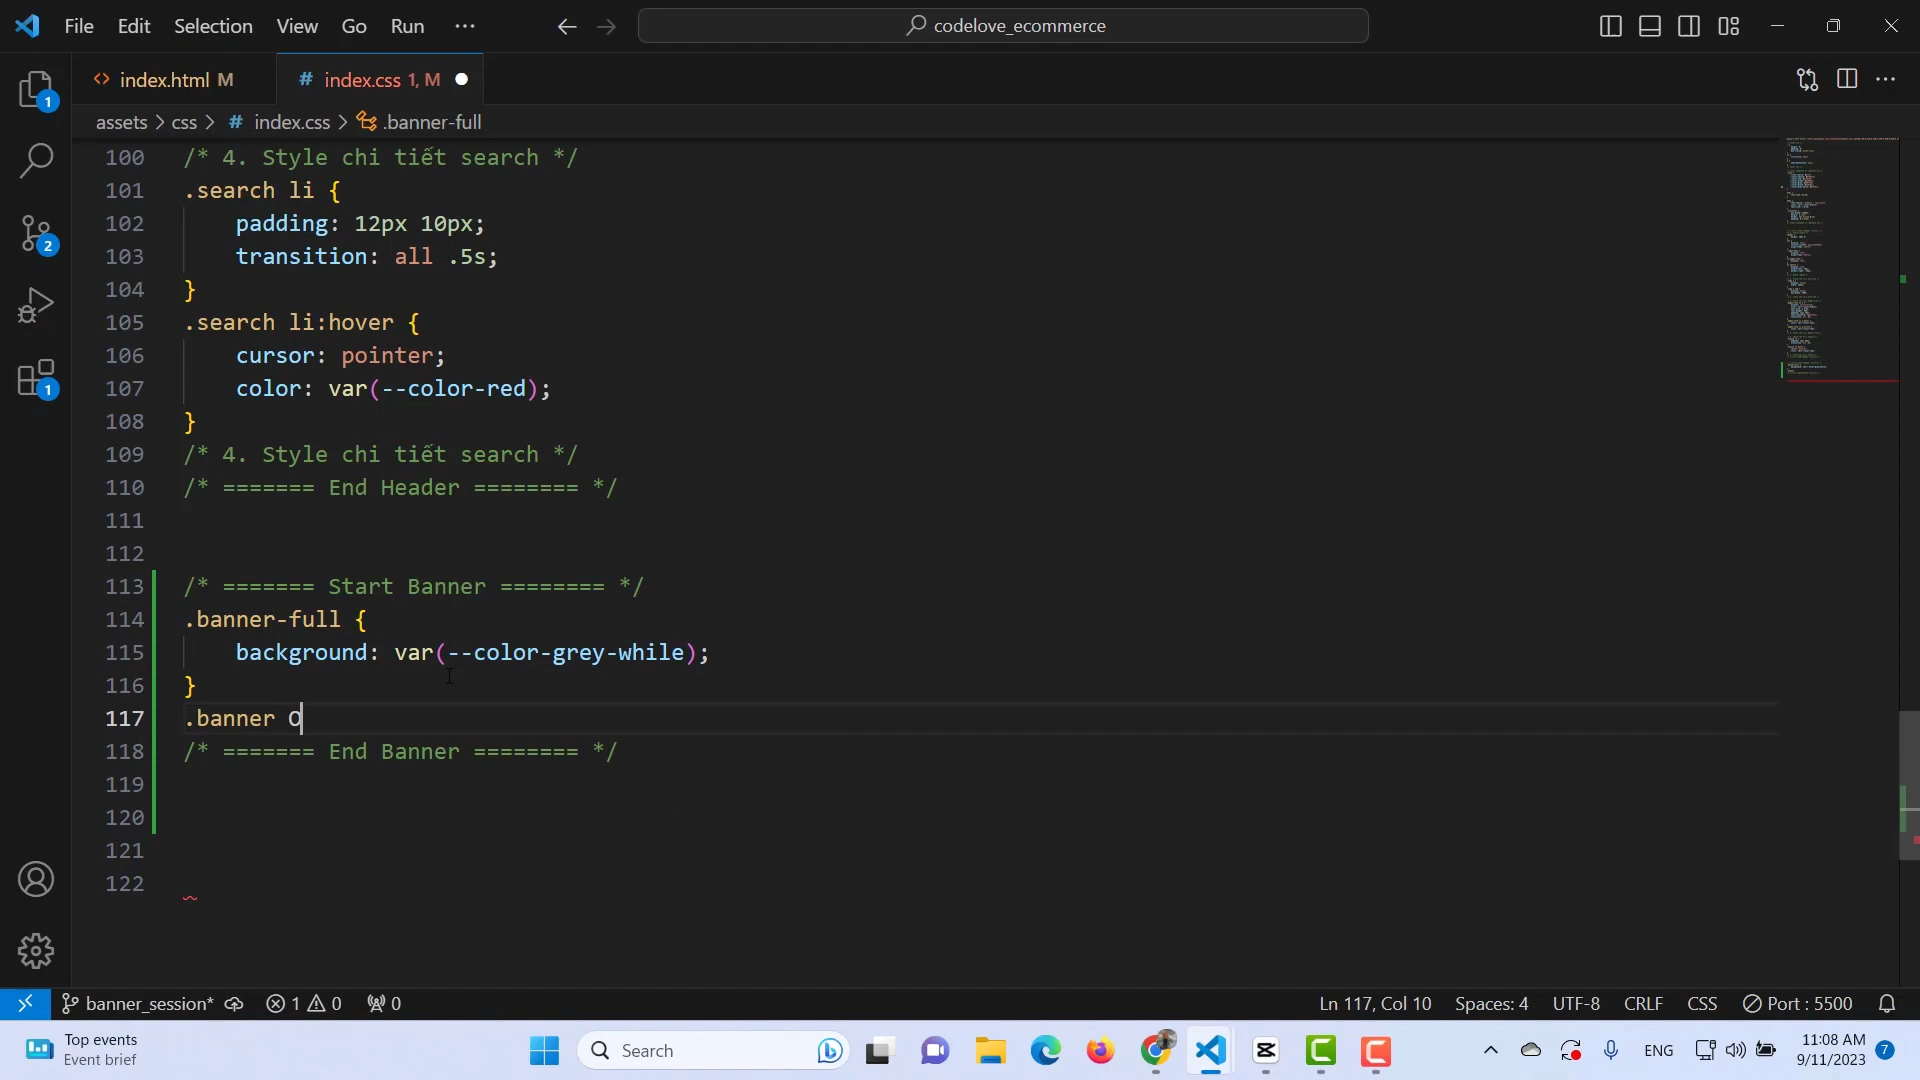 File Edit Selection View Go Run ···
codelove_ecommerce
index.html M
# index.css 1, M
assets > css > # index.css > .banner-full
100 /* 4. Style chi tiết search */
101 .search li {
102 padding: 12px 10px;
103 transition: all .5s;
104 }
105 .search li:hover {
106 cursor: pointer;
107 color: var(--color-red);
108 }
109 /* 4. Style chi tiết search */
110 /* ======= End Header ======== */
111
112
113 /* ======= Start Banner ======== */
114 .banner-full {
115 background: var(--color-grey-while);
116 }
117 .banner O
118 /* ======= End Banner ======== */
119
120
121
122
1
2
1
banner_session* 1 0 0
Ln 117, Col 10 Spaces: 4 UTF-8 CRLF CSS Port : 5500
Top events
Event brief
Search
ENG
11:08 AM
9/11/2023
7